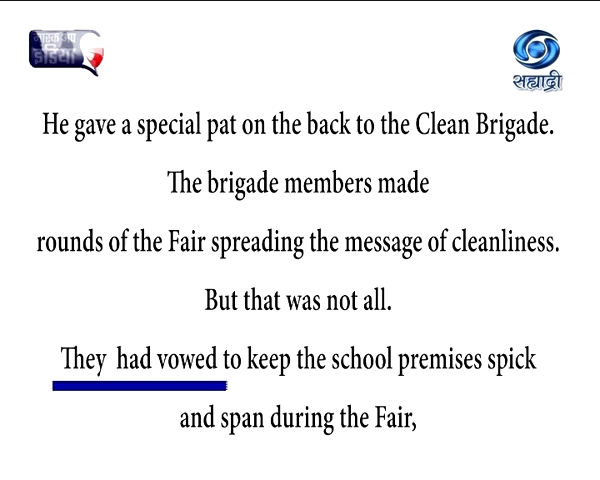 मस्कअप
इंडिया
सह्याद्री
He gave a special pat on the back to the Clean Brigade.
The brigade members made
rounds of the Fair spreading the message of cleanliness.
But that was not all.
They had vowed to keep the school premises spick
and span during the Fair,